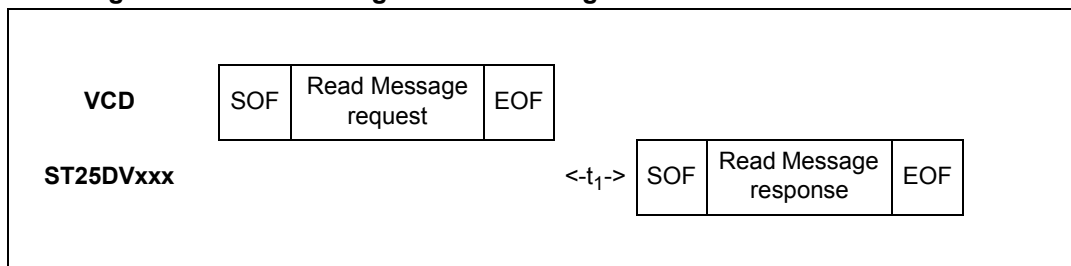 VCD
SOF
Read Message
request
EOF
ST25DVxxx
<-t₁->
SOF
Read Message
response
EOF